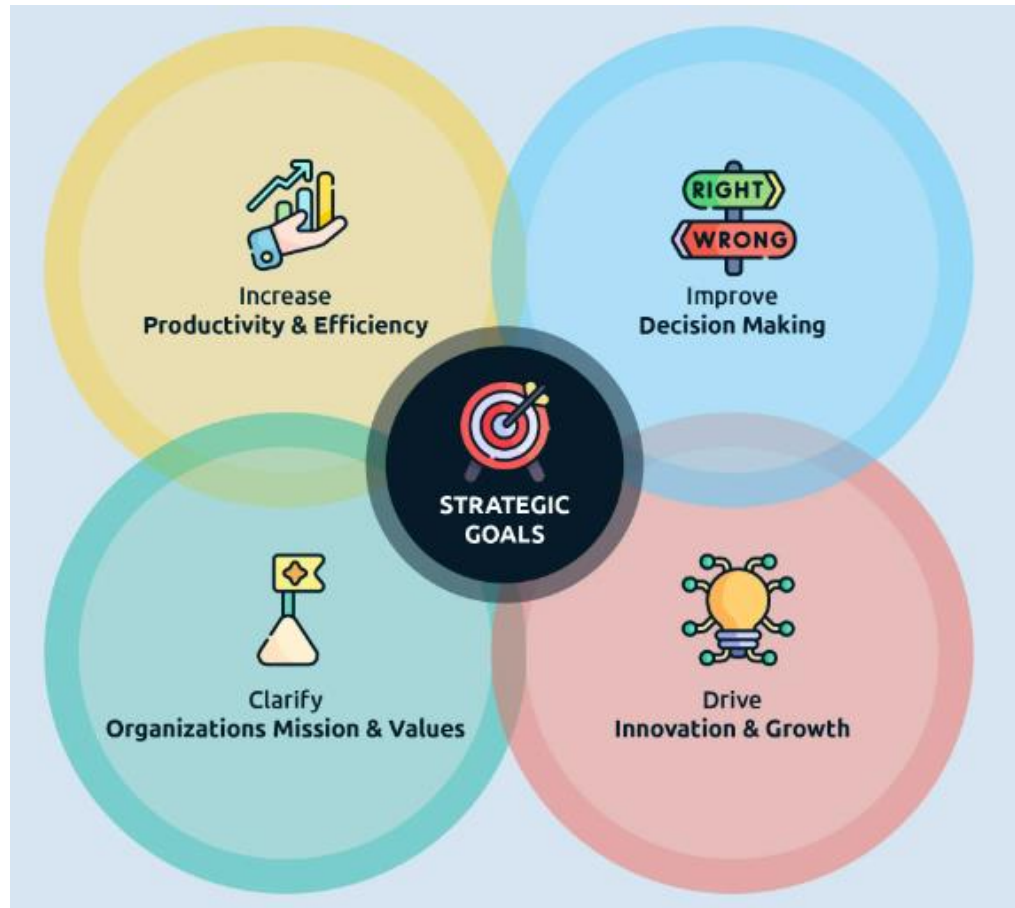 Increase
Productivity & Efficiency
RIGHT
WRONG
Improve
Decision Making
STRATEGIC
GOALS
Clarify
Organizations Mission & Values
Drive
Innovation & Growth